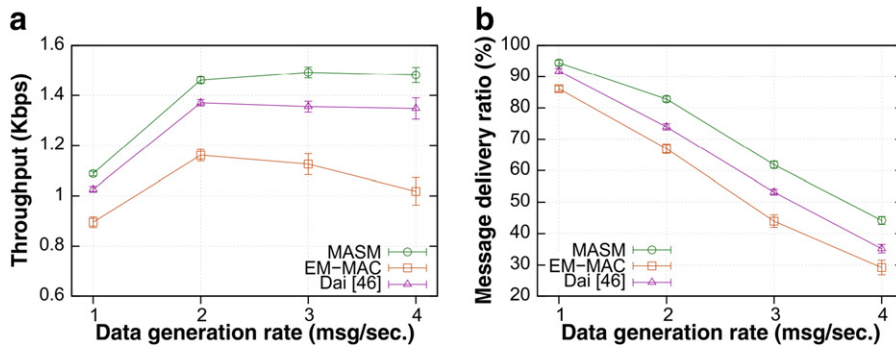 a
Throughput (Kbps)
1.6
1.4
1.2
1
0.8
0.6
MASM
EM-MAC
Dai [46]
1 2 3 4
Data generation rate (msg/sec.)
b
Message delivery ratio (%)
100
90
80
70
60
50
40
30
20
MASM
EM-MAC
Dai [46]
1 2 3 4
Data generation rate (msg/sec.)